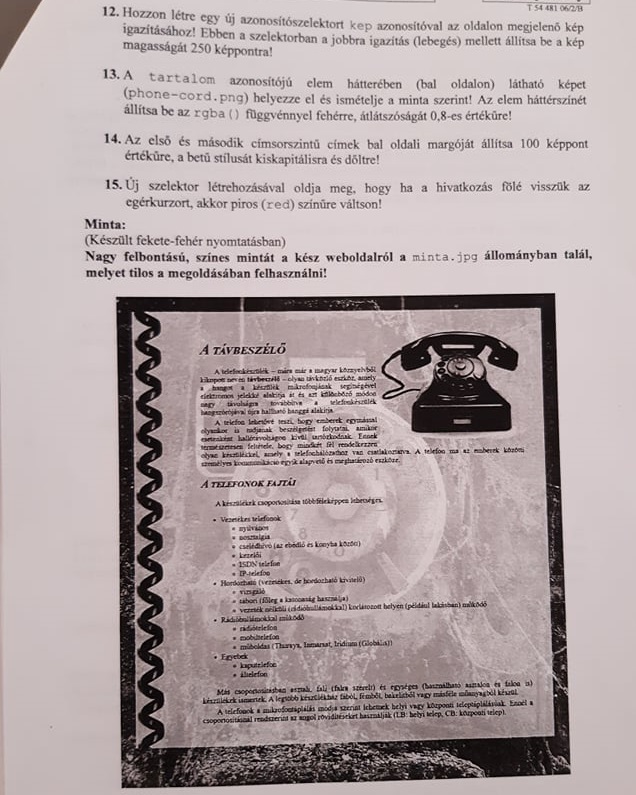 T 54 481 06/2/B
12. Hozzon létre egy új azonosítószelektort kep azonosítóval az oldalon megjelenő kép
igazításához! Ebben a szelektorban a jobbra igazítás (lebegés) mellett állítsa be a kép
magasságát 250 képpontra!
13. A tartalom azonosítójú elem hátterében (bal oldalon) látható képet
(phone-cord.png) helyezze el és ismételje a minta szerint! Az elem háttérszínét
állítsa be az rgba() függvénnyel fehérre, átlátszóságát 0,8-es értékűre!
14. Az első és második címsorszintű címek bal oldali margóját állítsa 100 képpont
értékűre, a betű stílusát kiskapitálisra és dőltre!
15. Új szelektor létrehozásával oldja meg, hogy ha a hivatkozás fölé visszük az
egérkurzort, akkor piros (red) színűre váltson!
Minta:
(Készült fekete-fehér nyomtatásban)
Nagy felbontású, színes mintát a kész weboldalról a minta.jpg állományban talál,
melyet tilos a megoldásában felhasználni!
A TÁVBESZÉLŐ
A telefonkészülék – mára már a magyar környelvből
kikopott nevén távbeszélő – olyan távközlő eszköz, amely
a hangot a készülék mikrofonjának segítségével
elektromos jelekké alakítja át és azt különböző módon
nagy távolságra továbbítva a telefonkészülék
hangszórójával újra hallható hanggá alakítja.
A telefon lehetővé teszi, hogy emberek egymással
olyankor is tudjanak beszélgetést folytatni, amikor
esetenként hallótávolságon kívül tartózkodnak. Ennek
természetesen feltétele, hogy mindkét fél rendelkezzen
olyan készülékkel, amely a telefonhálózathoz van csatlakoztatva. A telefon ma az emberek közötti
személyes kommunikáció egyik alapvető és meghatározó eszköze.
A TELEFONOK FAJTÁI
A készülékek csoportosítása többféleképpen lehetséges.
• Vezetékes telefonok
nyilvános
nosztalgia
cselédhívó (az ebédlő és konyha között)
kezelői
ISDN telefon
IP-telefon
• Hordozható (vezetékes, de hordozható kivitelű)
vizsgáló
tábori (főleg a katonaság használja)
vezeték nélküli (rádióhullámokkal) korlátozott helyen (például lakásban) működő
• Rádióhullámokkal működő
rádiótelefon
mobiltelefon
műholdas (Thuraya, Inmarsat, Iridium (Globális))
• Egyebek
kaputelefon
áltelefon
Más csoportosításban asztali, fali (falra szerelt) és egységes (használható asztalon és falon is)
készülékek ismertek. A legtöbb készülékház fából, fémből, bakelitból vagy másféle műanyagból készül.
A telefonok a mikrofontáplálás módja szerint lehetnek helyi vagy központi teleptáplálásúak. Ennél a
csoportosításnál rendszerint az angol rövidítéseket használják (LB: helyi telep, CB: központi telep).